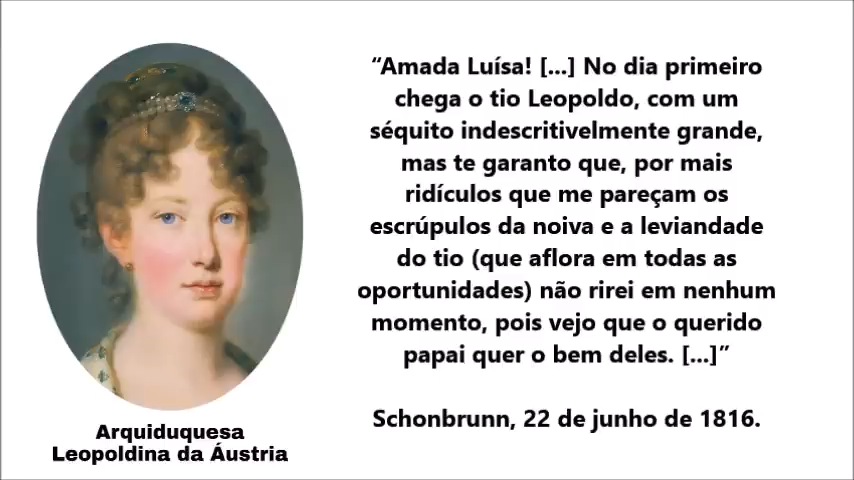 “Amada Luísa! [...] No dia primeiro
chega o tio Leopoldo, com um
séquito indescritivelmente grande,
mas te garanto que, por mais
ridículos que me pareçam os
escrúpulos da noiva e a leviandade
do tio (que aflora em todas as
oportunidades) não rirei em nenhum
momento, pois vejo que o querido
papai quer o bem deles. [...]”
Schonbrunn, 22 de junho de 1816.
Arquiduquesa
Leopoldina da Áustria